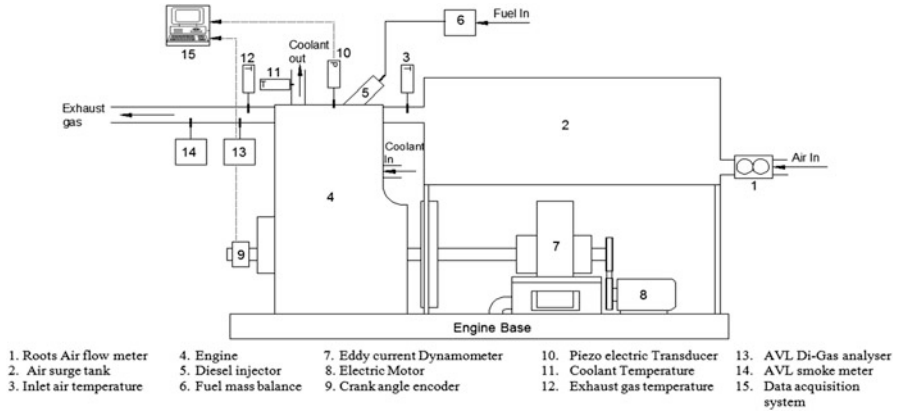 6
Fuel In
15
12
11
Coolant
out
10
P
T
T
T
3
5
2
Exhaust
gas
14
13
Coolant
In
Air In
1
4
9
7
8
Engine Base
1. Roots Air flow meter
2. Air surge tank
3. Inlet air temperature
4. Engine
5. Diesel injector
6. Fuel mass balance
7. Eddy current Dynamometer
8. Electric Motor
9. Crank angle encoder
10. Piezo electric Transducer
11. Coolant Temperature
12. Exhaust gas temperature
13. AVL Di-Gas analyser
14. AVL smoke meter
15. Data acquisition
system